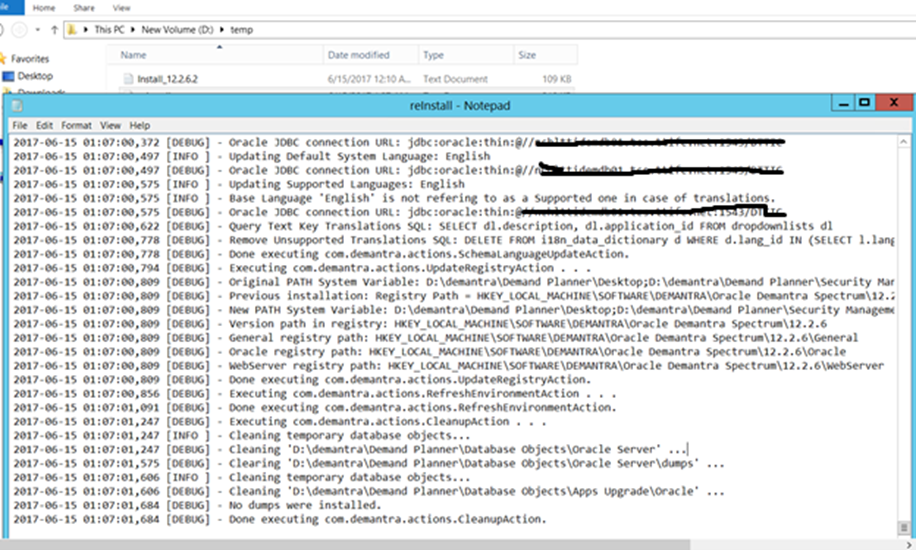 Home Share View
This PC New Volume (D:) temp
Favorites
Desktop
Name Date modified Type Size
Install_12.2.6.2 6/15/2017 12:10 A... Text Document 109 KB
reInstall - Notepad
File Edit Format View Help
2017-06-15 01:07:00,372 [DEBUG] - Oracle JDBC connection URL: jdbc:oracle:thin:@//
2017-06-15 01:07:00,497 [INFO ] - Updating Default System Language: English
2017-06-15 01:07:00,497 [DEBUG] - Oracle JDBC connection URL: jdbc:oracle:thin:@//
2017-06-15 01:07:00,575 [INFO ] - Updating Supported Languages: English
2017-06-15 01:07:00,575 [INFO ] - Base Language 'English' is not refering to as a Supported one in case of translations.
2017-06-15 01:07:00,575 [DEBUG] - Oracle JDBC connection URL: jdbc:oracle:thin:@
2017-06-15 01:07:00,622 [DEBUG] - Query Text Key Translations SQL: SELECT dl.description, dl.application_id FROM dropdownlists dl
2017-06-15 01:07:00,778 [DEBUG] - Remove Unsupported Translations SQL: DELETE FROM i18n_data_dictionary d WHERE d.lang_id IN (SELECT l.lang
2017-06-15 01:07:00,778 [DEBUG] - Done executing com.demantra.actions.SchemaLanguageUpdateAction.
2017-06-15 01:07:00,794 [DEBUG] - Executing com.demantra.actions.UpdateRegistryAction . . .
2017-06-15 01:07:00,809 [DEBUG] - Original PATH System Variable: D:\demantra\Demand Planner\Desktop;D:\demantra\Demand Planner\Security Mar
2017-06-15 01:07:00,809 [DEBUG] - Previous installation: Registry Path = HKEY_LOCAL_MACHINE\SOFTWARE\DEMANTRA\Oracle Demantra Spectrum\12.2
2017-06-15 01:07:00,809 [DEBUG] - New PATH System Variable: D:\demantra\Demand Planner\Desktop;D:\demantra\Demand Planner\Security Manageme
2017-06-15 01:07:00,809 [DEBUG] - Version path in registry: HKEY_LOCAL_MACHINE\SOFTWARE\DEMANTRA\Oracle Demantra Spectrum\12.2.6
2017-06-15 01:07:00,809 [DEBUG] - General registry path: HKEY_LOCAL_MACHINE\SOFTWARE\DEMANTRA\Oracle Demantra Spectrum\12.2.6\General
2017-06-15 01:07:00,809 [DEBUG] - Oracle registry path: HKEY_LOCAL_MACHINE\SOFTWARE\DEMANTRA\Oracle Demantra Spectrum\12.2.6\Oracle
2017-06-15 01:07:00,809 [DEBUG] - WebServer registry path: HKEY_LOCAL_MACHINE\SOFTWARE\DEMANTRA\Oracle Demantra Spectrum\12.2.6\WebServer
2017-06-15 01:07:00,809 [DEBUG] - Done executing com.demantra.actions.UpdateRegistryAction.
2017-06-15 01:07:00,856 [DEBUG] - Executing com.demantra.actions.RefreshEnvironmentAction . . .
2017-06-15 01:07:01,091 [DEBUG] - Done executing com.demantra.actions.RefreshEnvironmentAction.
2017-06-15 01:07:01,247 [DEBUG] - Executing com.demantra.actions.CleanupAction . . .
2017-06-15 01:07:01,247 [INFO ] - Cleaning temporary database objects...
2017-06-15 01:07:01,247 [DEBUG] - Cleaning 'D:\demantra\Demand Planner\Database Objects\Oracle Server' ...
2017-06-15 01:07:01,575 [DEBUG] - Cleaning 'D:\demantra\Demand Planner\Database Objects\Oracle Server\dumps' ...
2017-06-15 01:07:01,606 [INFO ] - Cleaning temporary database objects...
2017-06-15 01:07:01,606 [DEBUG] - Cleaning 'D:\demantra\Demand Planner\Database Objects\Apps Upgrade\Oracle' ...
2017-06-15 01:07:01,684 [DEBUG] - No dumps were installed.
2017-06-15 01:07:01,684 [DEBUG] - Done executing com.demantra.actions.CleanupAction.